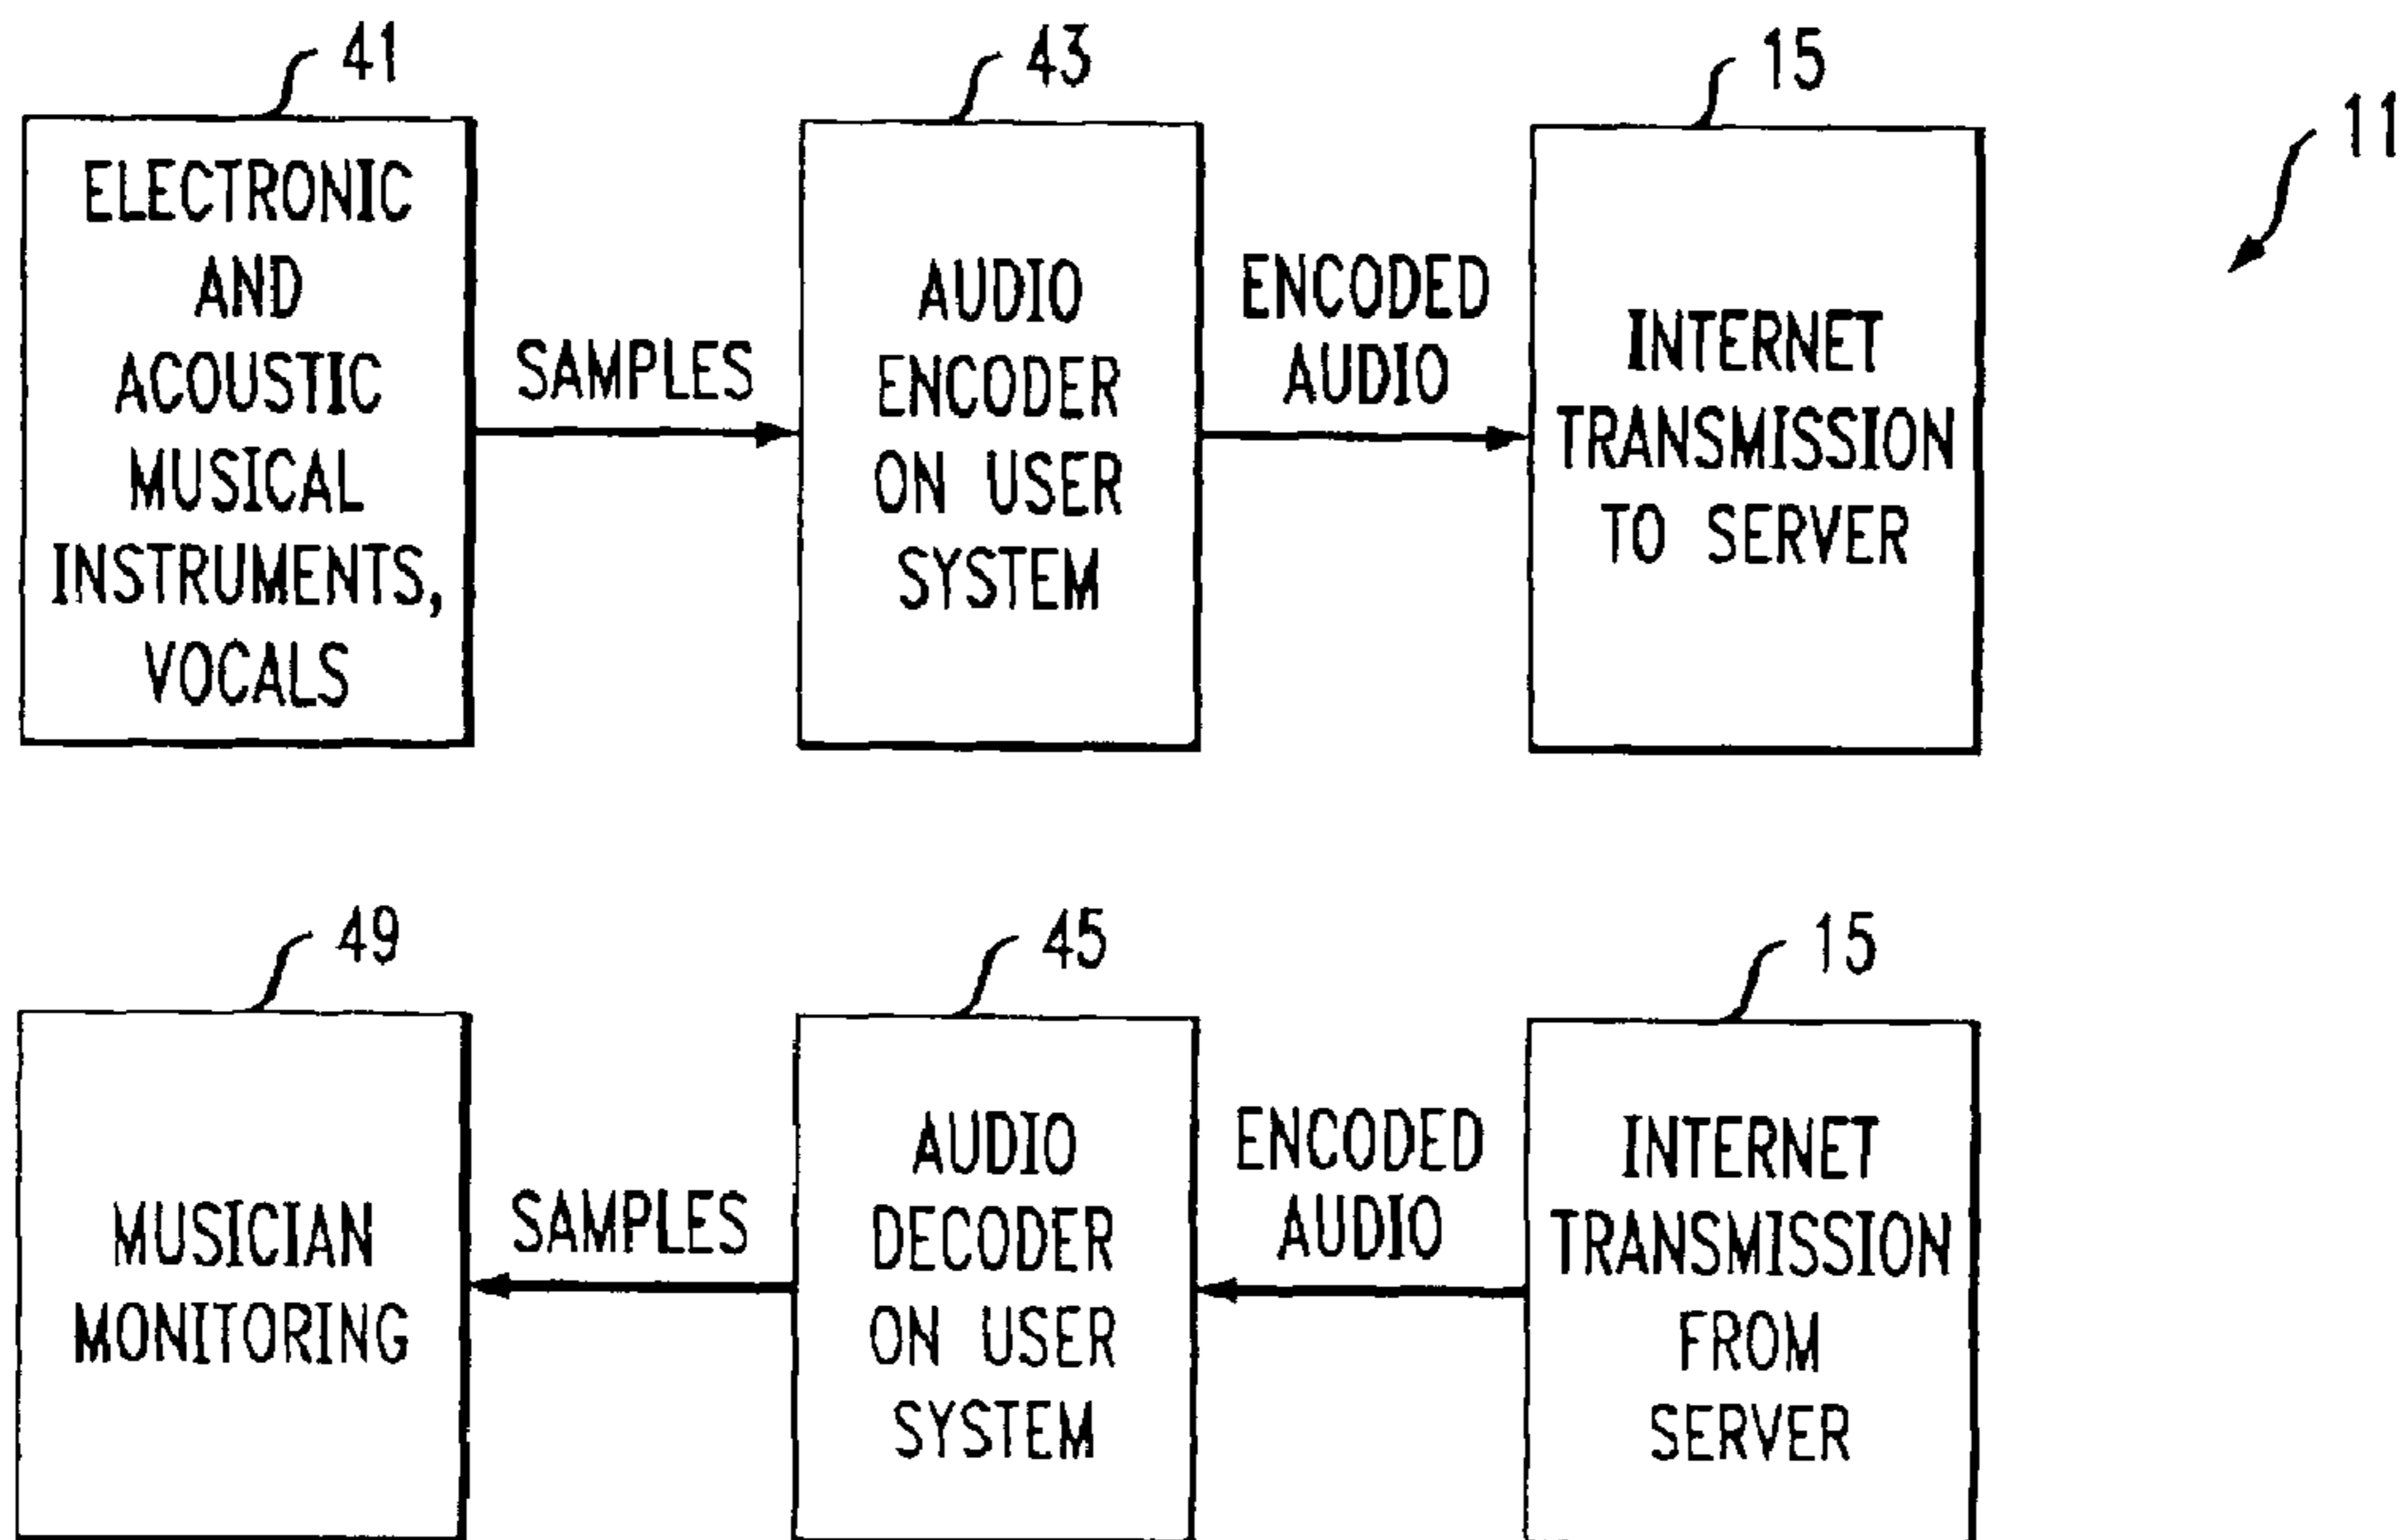 41
43
15
11
ELECTRONIC
AND
ACOUSTIC
MUSICAL
INSTRUMENTS,
VOCALS
SAMPLES
AUDIO
ENCODER
ON USER
SYSTEM
ENCODED
AUDIO
INTERNET
TRANSMISSION
TO SERVER
49
45
15
MUSICIAN
MONITORING
SAMPLES
AUDIO
DECODER
ON USER
SYSTEM
ENCODED
AUDIO
INTERNET
TRANSMISSION
FROM
SERVER